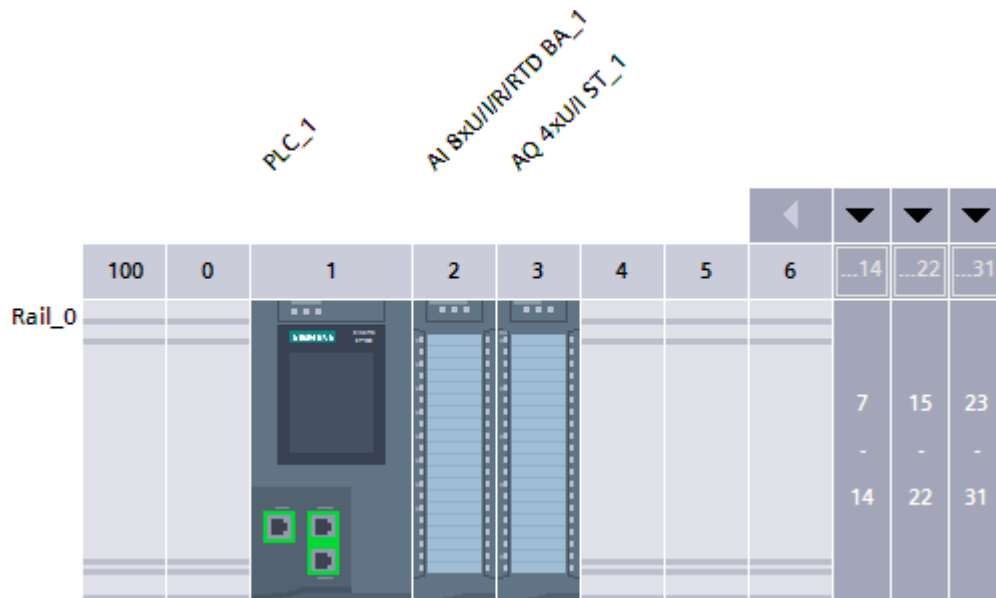 PLC_1
AI 8xU/I/R/RTD BA_1
AQ 4xU/I ST_1
100 0 1 2 3 4 5 6 ...14 ...22 ...31
Rail_0
SIEMENS
7 15 23
- - -
14 22 31